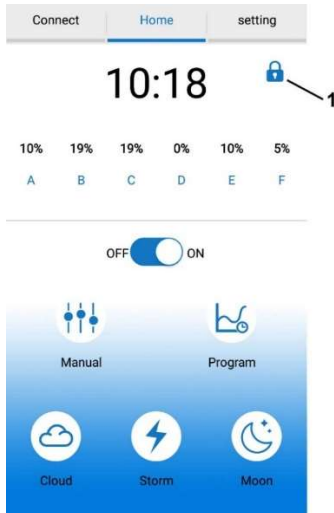 Connect Home setting
10:18
1
10% 19% 19% 0% 10% 5%
A B C D E F
OFF ON
Manual Program
Cloud Storm Moon